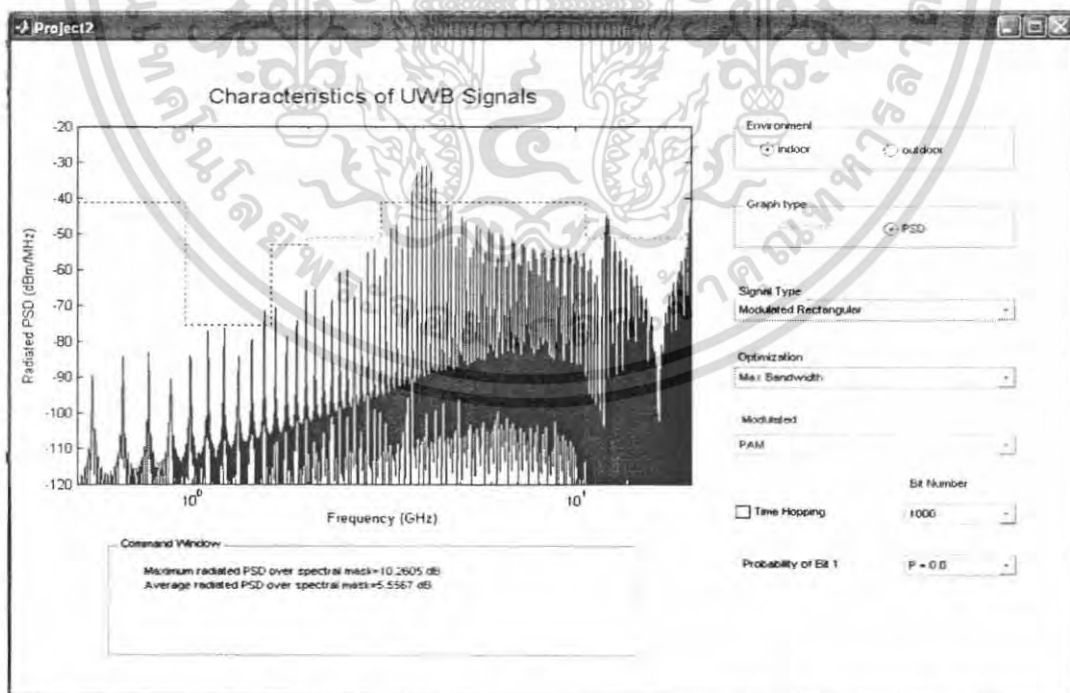 Project2
Characteristics of UWB Signals
-20
-30
-40
-50
-60
-70
-80
-90
-100
-110
-120
Radiated PSD (dBm/MHz)
10⁰
10¹
Frequency (GHz)
Command Window
Maximum radiated PSD over spectral mask=10.2605 dB
Average radiated PSD over spectral mask=5.5567 dB
Environment
indoor
outdoor
Graph type
PSD
Signal Type
Modulated Rectangular
Optimization
Max Bandwidth
Modulated
PAM
Bit Number
Time Hopping
1000
Probability of Bit 1